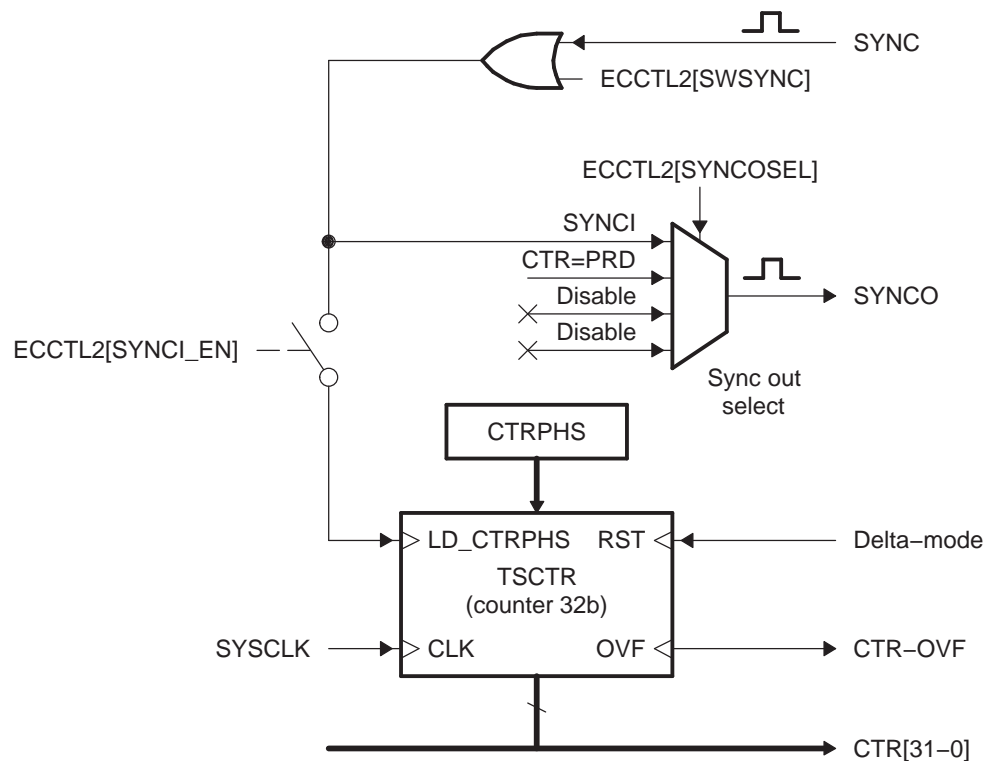 SYNC
ECCTL2[SWSYNC]
ECCTL2[SYNCOSEL]
SYNCI
CTR=PRD
Disable
SYNCO
Disable
ECCTL2[SYNCI_EN]
Sync out
select
CTRPHS
LD_CTRPHS RST
Delta−mode
TSCTR
(counter 32b)
SYSCLK
CLK OVF
CTR−OVF
CTR[31−0]